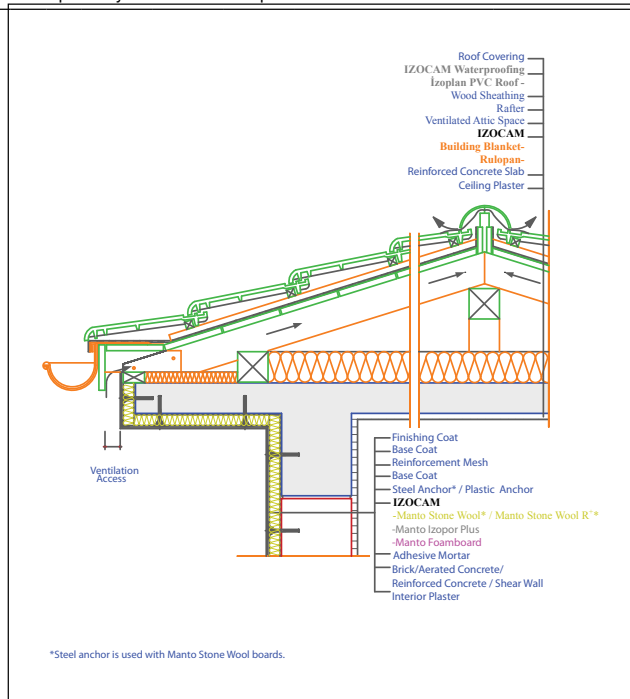 Roof Covering
IZOCAM Waterproofing
İzoplan PVC Roof -
Wood Sheathing
Rafter
Ventilated Attic Space
IZOCAM
Building Blanket-
Rulopan-
Reinforced Concrete Slab
Ceiling Plaster
Ventilation
Access
Finishing Coat
Base Coat
Reinforcement Mesh
Base Coat
Steel Anchor* / Plastic Anchor
IZOCAM
-Manto Stone Wool* / Manto Stone Wool R+*
-Manto Izopor Plus
-Manto Foamboard
Adhesive Mortar
Brick/Aerated Concrete/
Reinforced Concrete / Shear Wall
Interior Plaster
*Steel anchor is used with Manto Stone Wool boards.